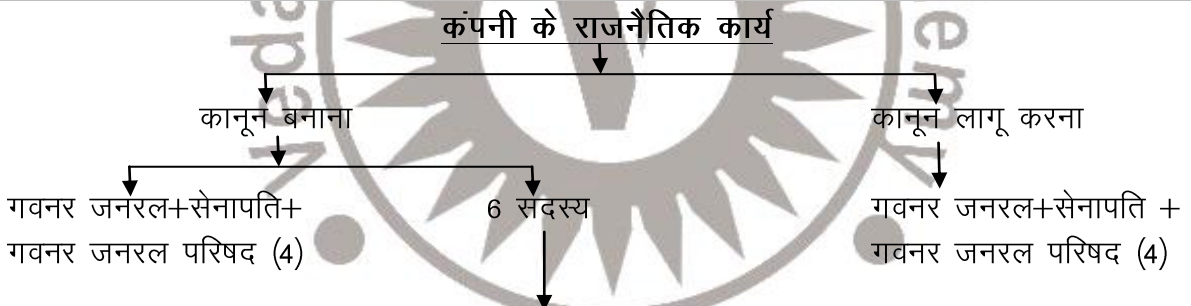 कंपनी के राजनैतिक कार्य
कानून बनाना
कानून लागू करना
गवनर जनरल+सेनापति+
गवनर जनरल परिषद (4)
6 सदस्य
गवनर जनरल+सेनापति +
गवनर जनरल परिषद (4)